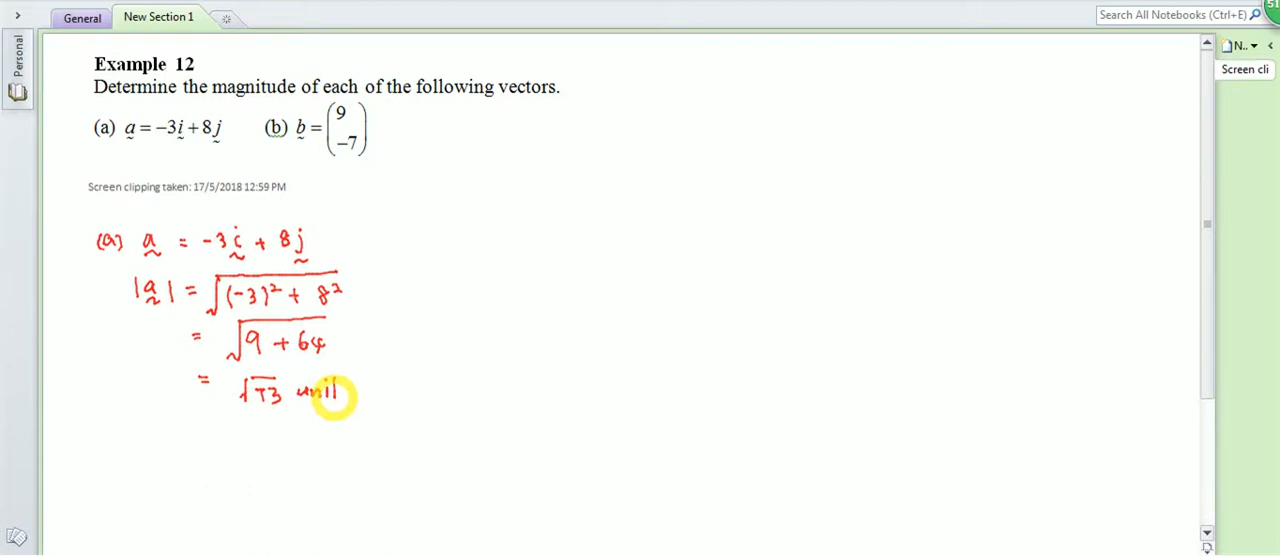 General New Section 1
Search All Notebooks (Ctrl+E)
51
Personal
N..
Screen cli
Example 12
Determine the magnitude of each of the following vectors.
(a) a = −3i + 8j (b) b = (9
−7)
Screen clipping taken: 17/5/2018 12:59 PM
(a) a = -3i + 8j
|a| = √(-3)² + 8²
= √9 + 64
= √73 unit